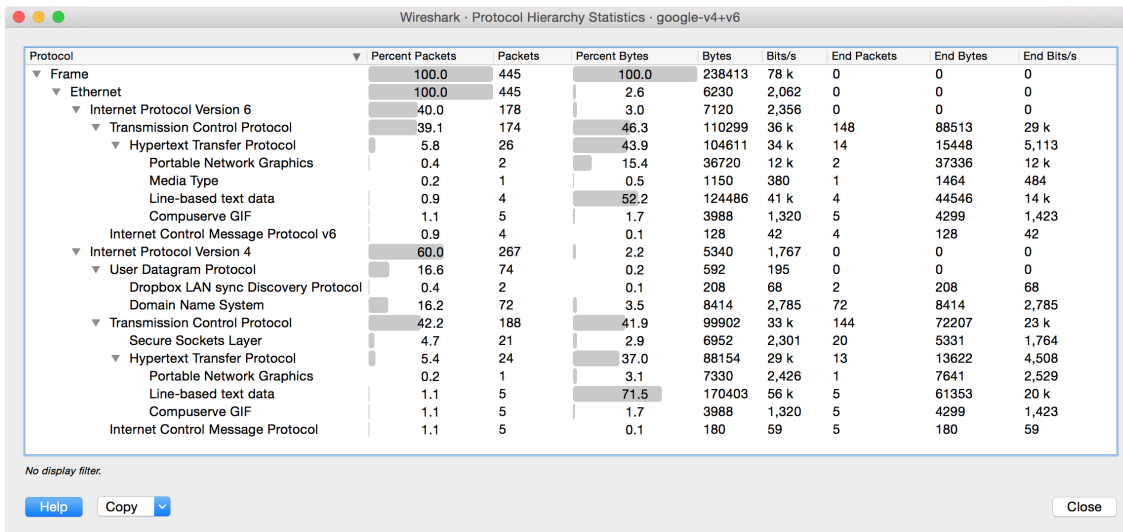 Wireshark · Protocol Hierarchy Statistics · google-v4+v6
Protocol Percent Packets Packets Percent Bytes Bytes Bits/s End Packets End Bytes End Bits/s
Frame 100.0 445 100.0 238413 78 k 0 0 0
Ethernet 100.0 445 2.6 6230 2,062 0 0 0
Internet Protocol Version 6 40.0 178 3.0 7120 2,356 0 0 0
Transmission Control Protocol 39.1 174 46.3 110299 36 k 148 88513 29 k
Hypertext Transfer Protocol 5.8 26 43.9 104611 34 k 14 15448 5,113
Portable Network Graphics 0.4 2 15.4 36720 12 k 2 37336 12 k
Media Type 0.2 1 0.5 1150 380 1 1464 484
Line-based text data 0.9 4 52.2 124486 41 k 4 44546 14 k
Compuserve GIF 1.1 5 1.7 3988 1,320 5 4299 1,423
Internet Control Message Protocol v6 0.9 4 0.1 128 42 4 128 42
Internet Protocol Version 4 60.0 267 2.2 5340 1,767 0 0 0
User Datagram Protocol 16.6 74 0.2 592 195 0 0 0
Dropbox LAN sync Discovery Protocol 0.4 2 0.1 208 68 2 208 68
Domain Name System 16.2 72 3.5 8414 2,785 72 8414 2,785
Transmission Control Protocol 42.2 188 41.9 99902 33 k 144 72207 23 k
Secure Sockets Layer 4.7 21 2.9 6952 2,301 20 5331 1,764
Hypertext Transfer Protocol 5.4 24 37.0 88154 29 k 13 13622 4,508
Portable Network Graphics 0.2 1 3.1 7330 2,426 1 7641 2,529
Line-based text data 1.1 5 71.5 170403 56 k 5 61353 20 k
Compuserve GIF 1.1 5 1.7 3988 1,320 5 4299 1,423
Internet Control Message Protocol 1.1 5 0.1 180 59 5 180 59
No display filter.
Help Copy Close